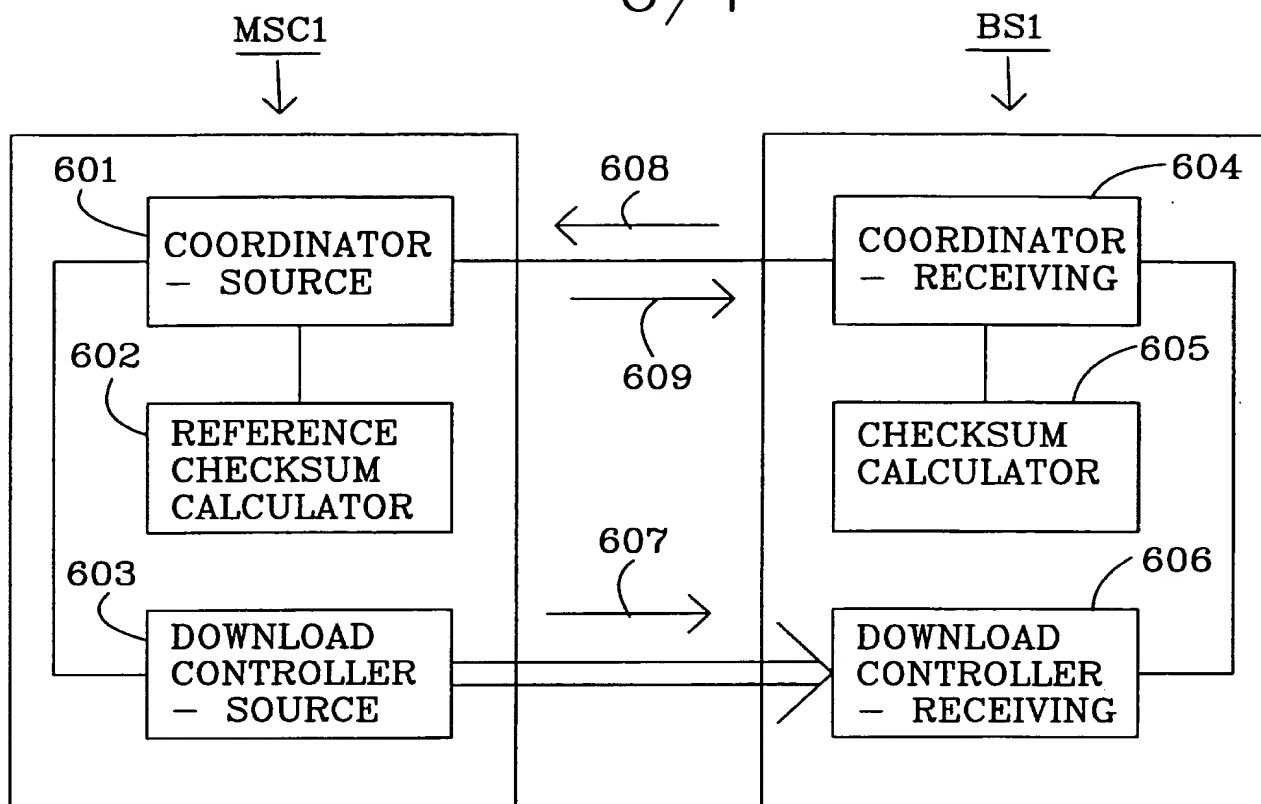 MSC1
BS1
601
COORDINATOR
– SOURCE
602
REFERENCE
CHECKSUM
CALCULATOR
603
DOWNLOAD
CONTROLLER
– SOURCE
608
609
607
604
COORDINATOR
– RECEIVING
605
CHECKSUM
CALCULATOR
606
DOWNLOAD
CONTROLLER
– RECEIVING